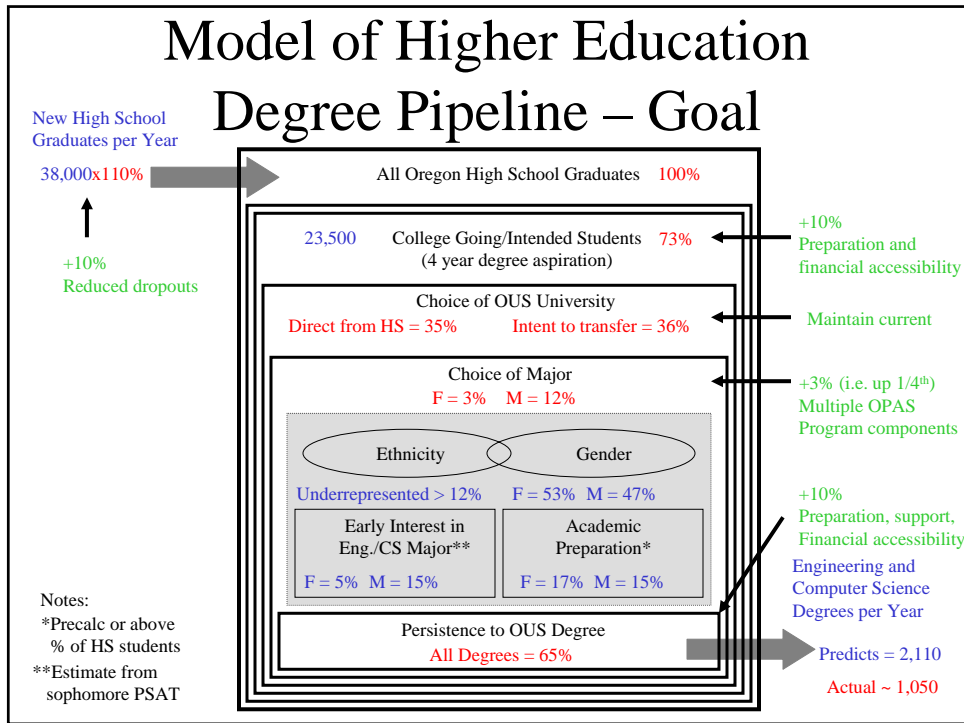 Model of Higher Education
Degree Pipeline – Goal
New High School
Graduates per Year
38,000x110%
+10%
Reduced dropouts
All Oregon High School Graduates 100%
23,500 College Going/Intended Students 73%
(4 year degree aspiration)
+10%
Preparation and
financial accessibility
Choice of OUS University
Direct from HS = 35% Intent to transfer = 36%
Maintain current
Choice of Major
F = 3% M = 12%
+3% (i.e. up 1/4th)
Multiple OPAS
Program components
Ethnicity Gender
Underrepresented > 12% F = 53% M = 47%
Early Interest in
Eng./CS Major**
F = 5% M = 15%
Academic
Preparation*
F = 17% M = 15%
+10%
Preparation, support,
Financial accessibility
Engineering and
Computer Science
Degrees per Year
Persistence to OUS Degree
All Degrees = 65%
Predicts = 2,110
Actual ~ 1,050
Notes:
*Precalc or above
% of HS students
**Estimate from
sophomore PSAT